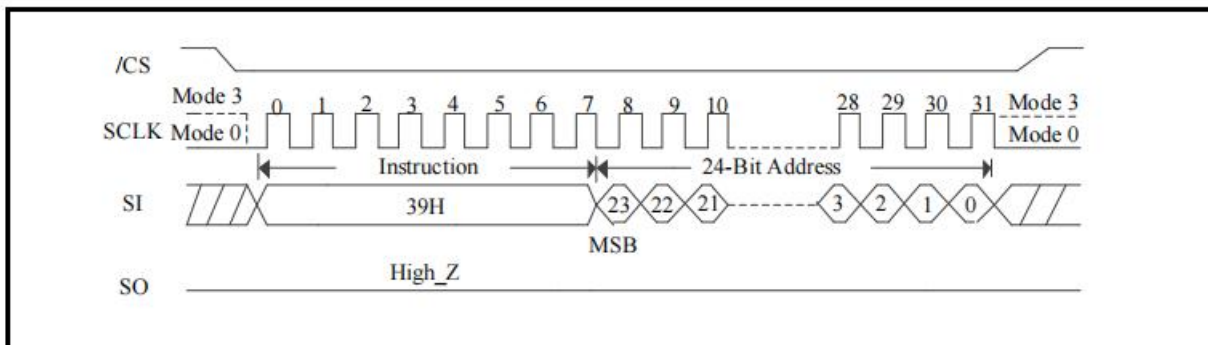 /CS
Mode 3
0 1 2 3 4 5 6 7 8 9 10 28 29 30 31
Mode 3
SCLK
Mode 0
Mode 0
Instruction
24-Bit Address
SI
39H
23 22 21 3 2 1 0
MSB
High_Z
SO